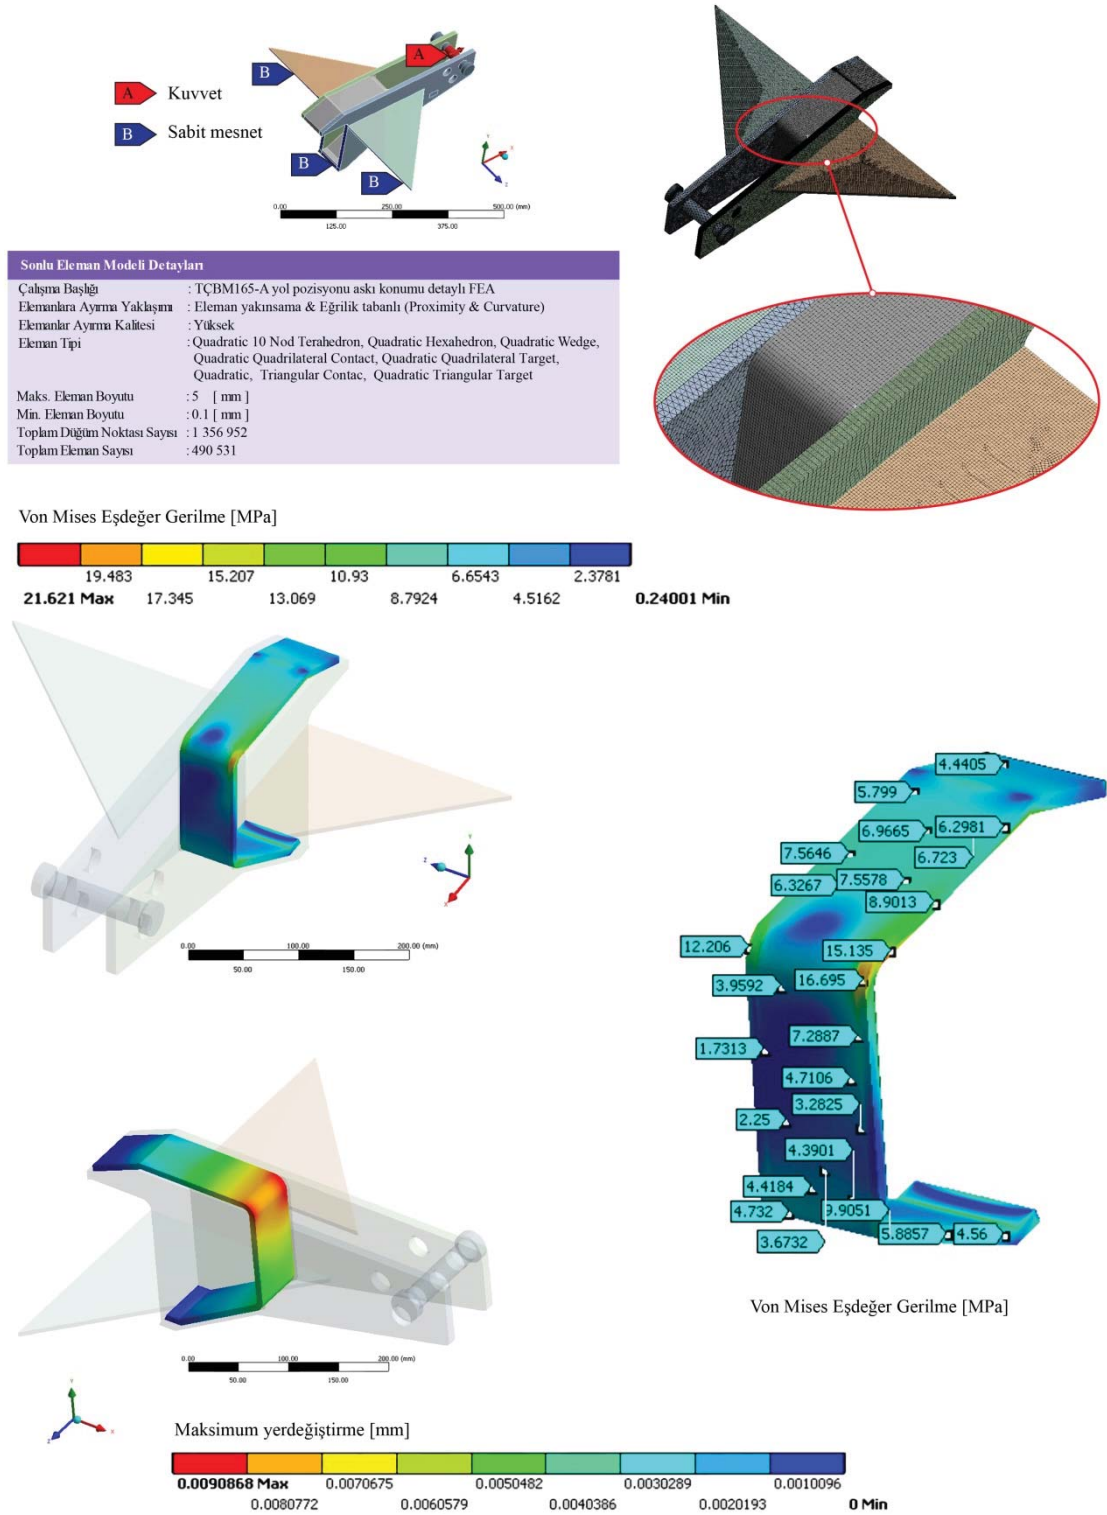 A
B
A Kuvvet
B Sabit mesnet
B
B
Y
X
Z
0.00 250.00 500.00 (mm)
125.00 375.00
Sonlu Eleman Modeli Detayları
Çalışma Başlığı : TÇBM165-A yol pozisyonu askı konumu detaylı FEA
Elemanlara Ayırma Yaklaşımı : Eleman yakınsama & Eğrilik tabanlı (Proximity & Curvature)
Elemanlar Ayırma Kalitesi : Yüksek
Eleman Tipi : Quadratic 10 Nod Terahedron, Quadratic Hexahedron, Quadratic Wedge,
Quadratic Quadrilateral Contact, Quadratic Quadrilateral Target,
Quadratic, Triangular Contac, Quadratic Triangular Target
Maks. Eleman Boyutu : 5 [ mm ]
Min. Eleman Boyutu : 0.1 [ mm ]
Toplam Düğüm Noktası Sayısı : 1 356 952
Toplam Eleman Sayısı : 490 531
Von Mises Eşdeğer Gerilme [MPa]
19.483 15.207 10.93 6.6543 2.3781
21.621 Max 17.345 13.069 8.7924 4.5162 0.24001 Min
Y
Z
X
0.00 100.00 200.00 (mm)
50.00 150.00
4.4405
5.799
6.9665 6.2981
7.5646 6.723
6.3267 7.5578
8.9013
12.206 15.135
3.9592 16.695
7.2887
1.7313
4.7106
3.2825
2.25
4.3901
4.4184
4.732 9.9051
3.6732 5.8857 4.56
Von Mises Eşdeğer Gerilme [MPa]
0.00 100.00 200.00 (mm)
50.00 150.00
Y
Z
X
Maksimum yerdeğiştirme [mm]
0.0090868 Max 0.0070675 0.0050482 0.0030289 0.0010096
0.0080772 0.0060579 0.0040386 0.0020193 0 Min